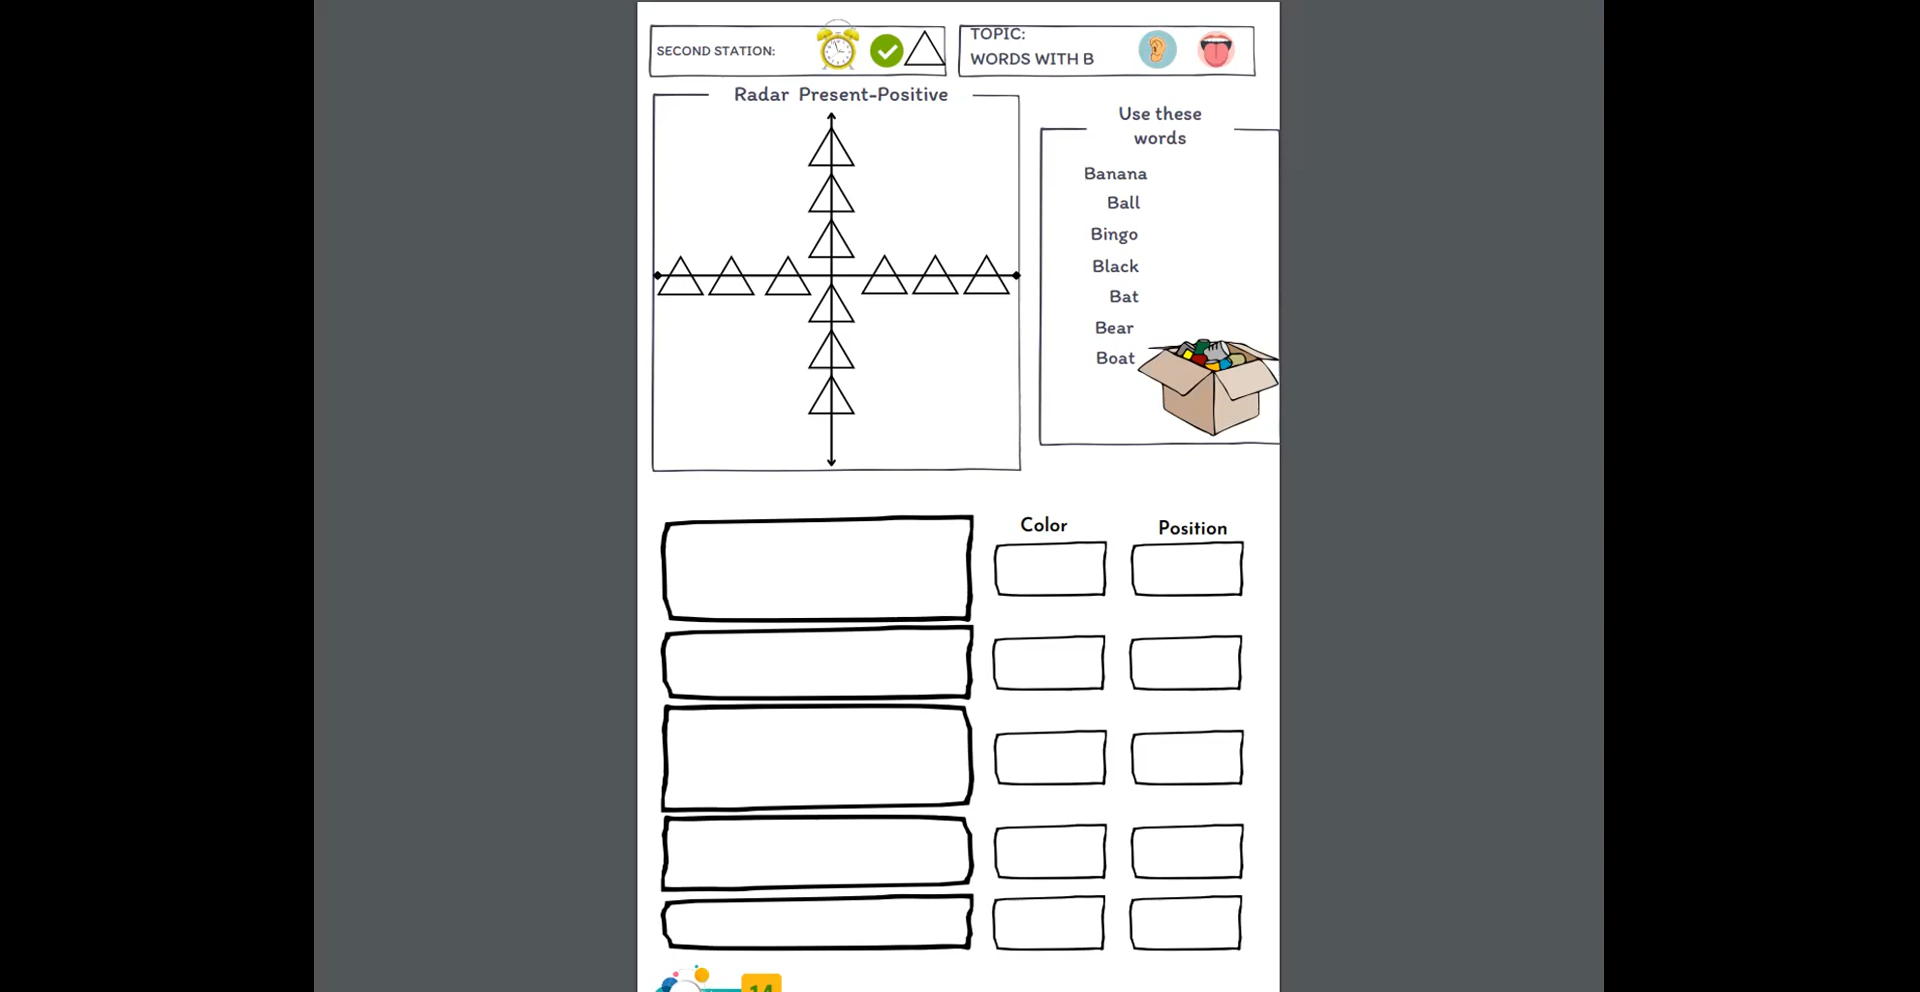 SECOND STATION:
TOPIC:
WORDS WITH B
Radar Present-Positive
Use these
words
Banana
Ball
Bingo
Black
Bat
Bear
Boat
Color
Position
14